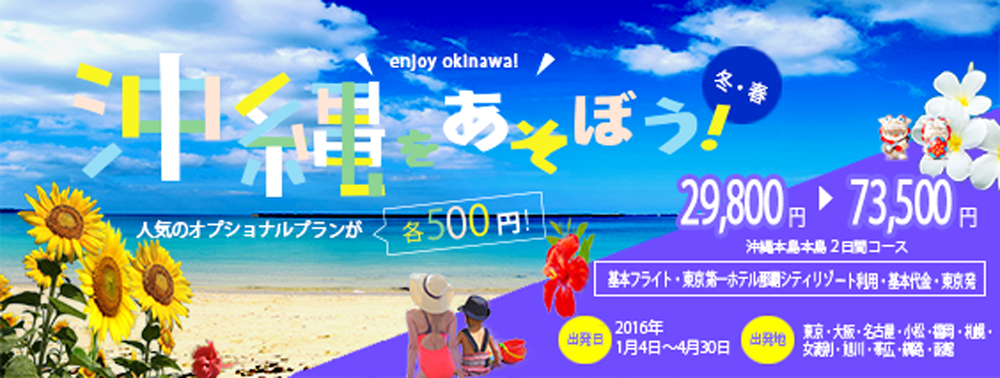 enjoy okinawa!
沖縄をあそぼう!
冬・春
人気のオプショナルプランが
各500円!
29,800円 ▶ 73,500円
沖縄本島本島2日間コース
基本フライト・東京第一ホテル那覇シティリゾート利用・基本代金・東京発
出発日
2016年
1月4日〜4月30日
出発地
東京・大阪・名古屋・小松・福岡・札幌・
女満別・旭川・帯広・釧路・函館